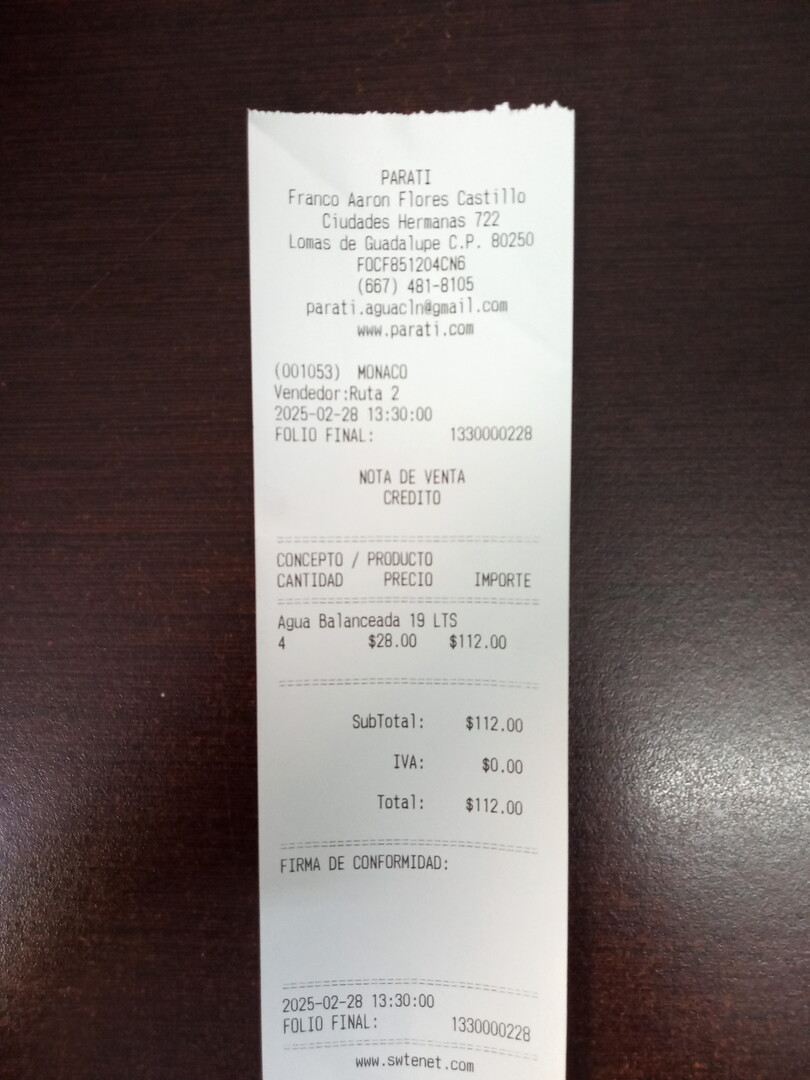 PARATI
Franco Aaron Flores Castillo
Ciudades Hermanas 722
Lomas de Guadalupe C.P. 80250
FOCF851204CN6
(667) 481-8105
parati.aguacln@gmail.com
www.parati.com
(001053) MONACO
Vendedor:Ruta 2
2025-02-28 13:30:00
FOLIO FINAL: 1330000228
NOTA DE VENTA
CREDITO
CONCEPTO / PRODUCTO
CANTIDAD PRECIO IMPORTE
Agua Balanceada 19 LTS
4 $28.00 $112.00
SubTotal: $112.00
IVA: $0.00
Total: $112.00
FIRMA DE CONFORMIDAD:
2025-02-28 13:30:00
FOLIO FINAL: 1330000228
www.swtenet.com